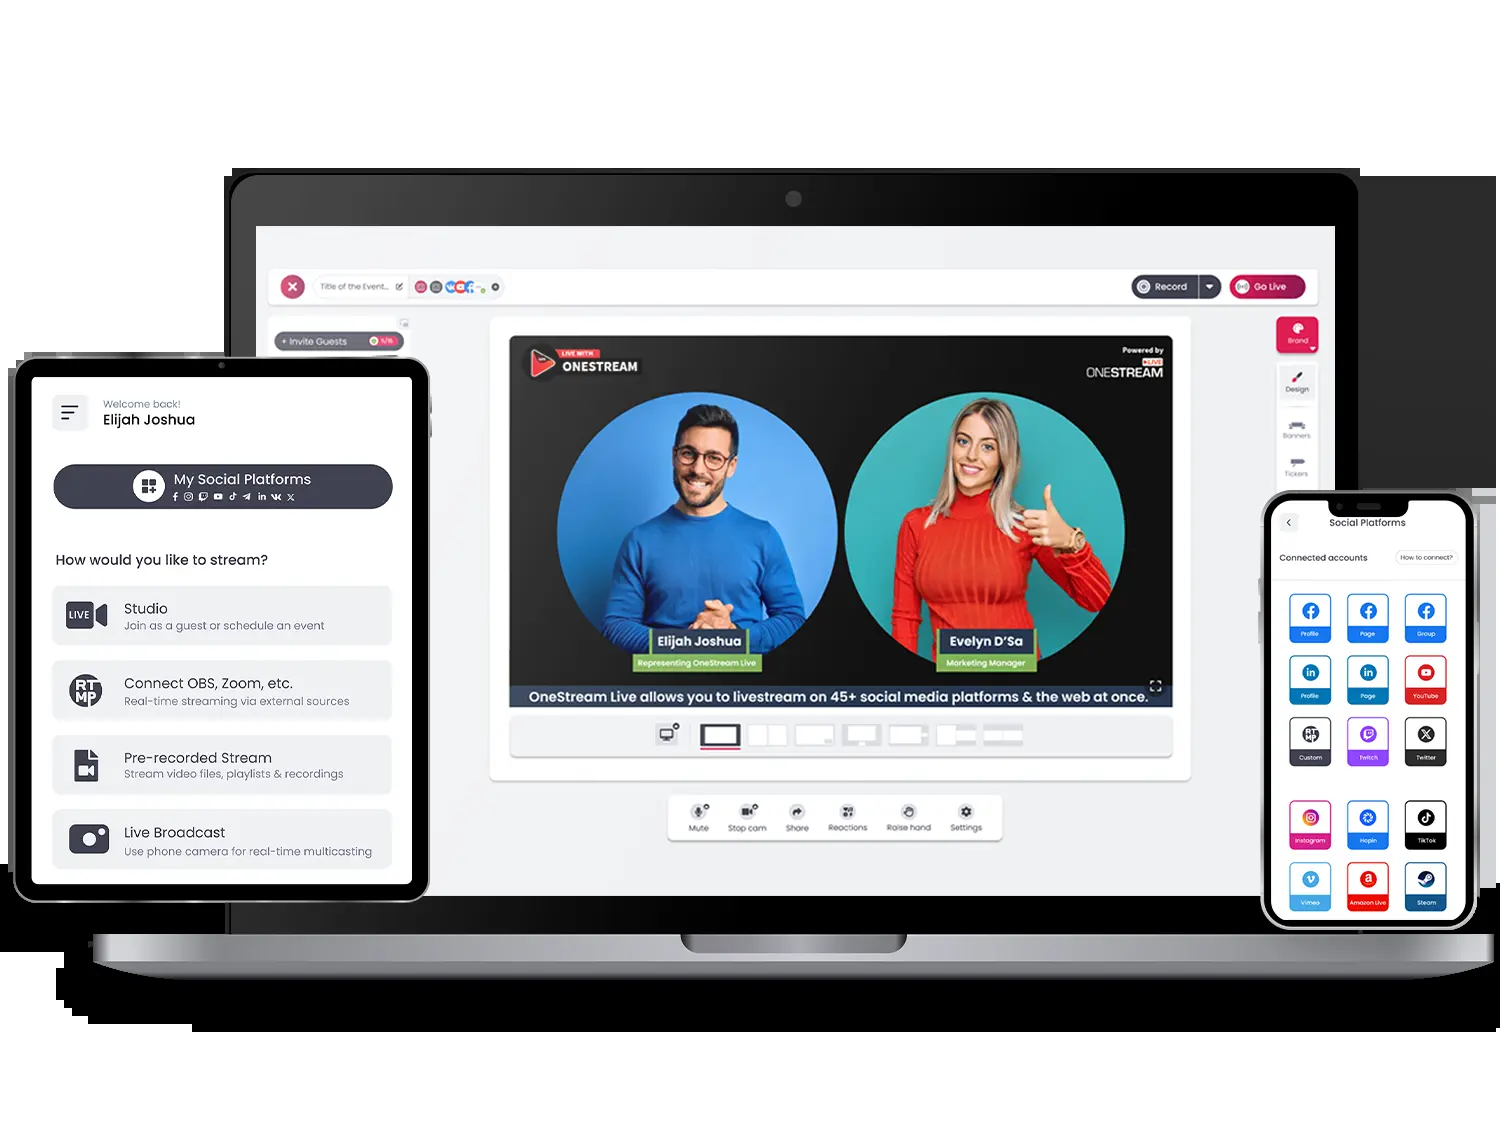 Title of the Event...
Record
Go Live
+ Invite Guests
Brand
Design
Banners
Tickers
LIVE WITH
ONESTREAM
Powered by
LIVE
ONESTREAM
Elijah Joshua
Representing OneStream Live
Evelyn D'Sa
Marketing Manager
OneStream Live allows you to livestream on 45+ social media platforms & the web at once.
Mute
Stop cam
Share
Reactions
Raise hand
Settings
Welcome back!
Elijah Joshua
My Social Platforms
How would you like to stream?
LIVE
Studio
Join as a guest or schedule an event
RT
MP
Connect OBS, Zoom, etc.
Real-time streaming via external sources
Pre-recorded Stream
Stream video files, playlists & recordings
Live Broadcast
Use phone camera for real-time multicasting
Social Platforms
Connected accounts
How to connect?
Profile
Page
Group
Profile
Page
YouTube
RT
MP
Custom
Twitch
Twitter
Instagram
Hopin
TikTok
Vimeo
Amazon Live
Steam